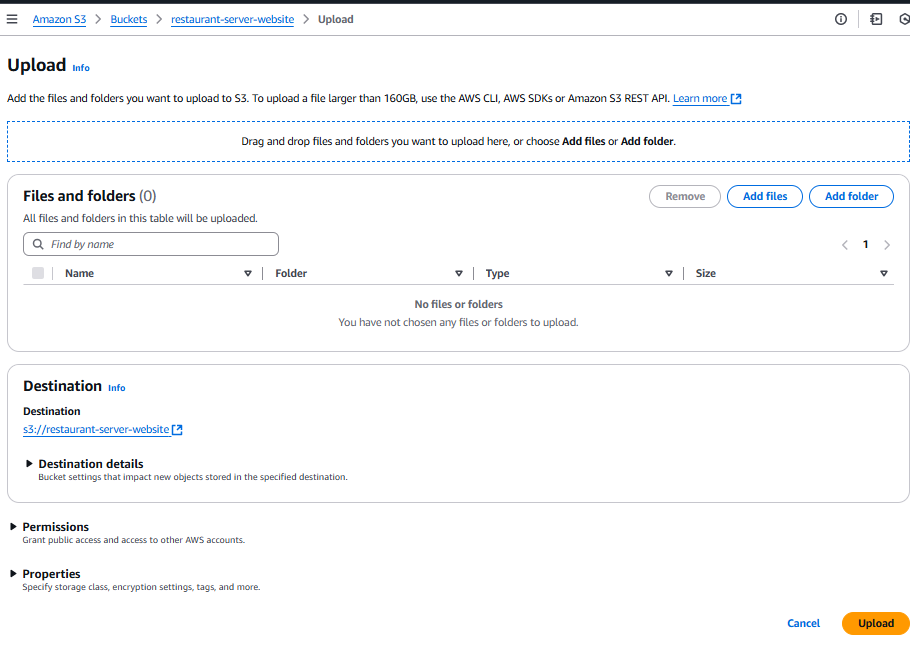 Amazon S3 > Buckets > restaurant-server-website > Upload
Upload Info
Add the files and folders you want to upload to S3. To upload a file larger than 160GB, use the AWS CLI, AWS SDKs or Amazon S3 REST API. Learn more
Drag and drop files and folders you want to upload here, or choose Add files or Add folder.
Files and folders (0)
Remove
Add files
Add folder
All files and folders in this table will be uploaded.
Find by name
1
Name Folder Type Size
No files or folders
You have not chosen any files or folders to upload.
Destination Info
Destination
s3://restaurant-server-website
Destination details
Bucket settings that impact new objects stored in the specified destination.
Permissions
Grant public access and access to other AWS accounts.
Properties
Specify storage class, encryption settings, tags, and more.
Cancel Upload